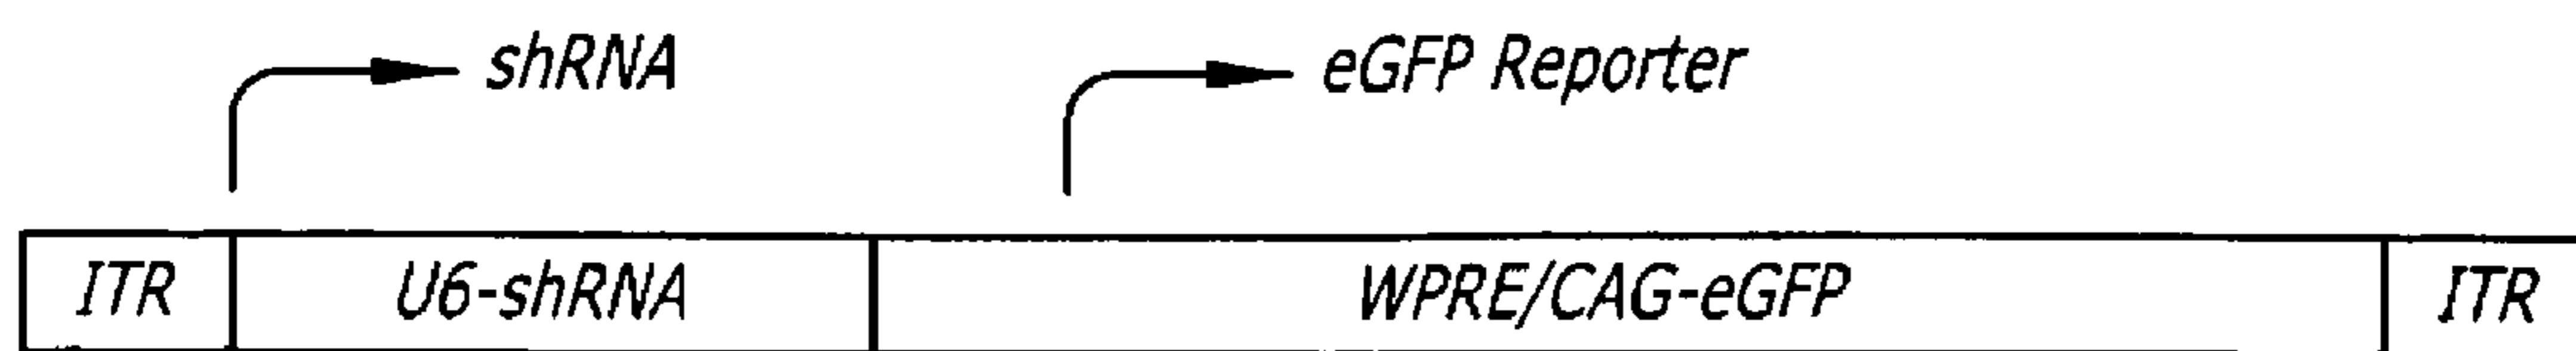 shRNA eGFP Reporter
ITR U6-shRNA WPRE/CAG-eGFP ITR